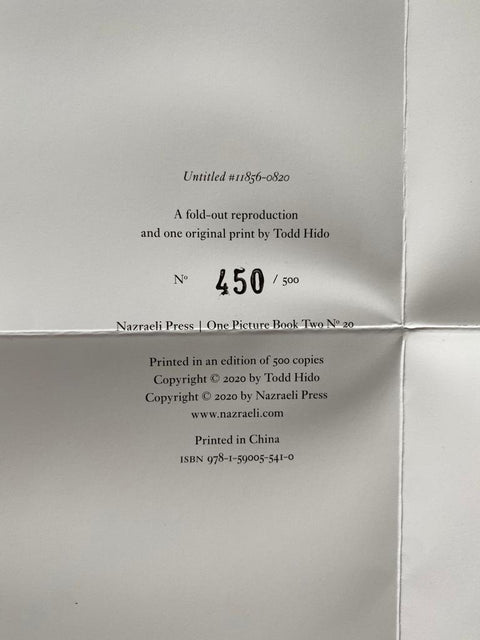 Untitled #11856-0820
A fold-out reproduction
and one original print by Todd Hido
Nº 450 / 500
Nazraeli Press | One Picture Book Two Nº 20
Printed in an edition of 500 copies
Copyright © 2020 by Todd Hido
Copyright © 2020 by Nazraeli Press
www.nazraeli.com
Printed in China
ISBN 978-1-59005-541-0